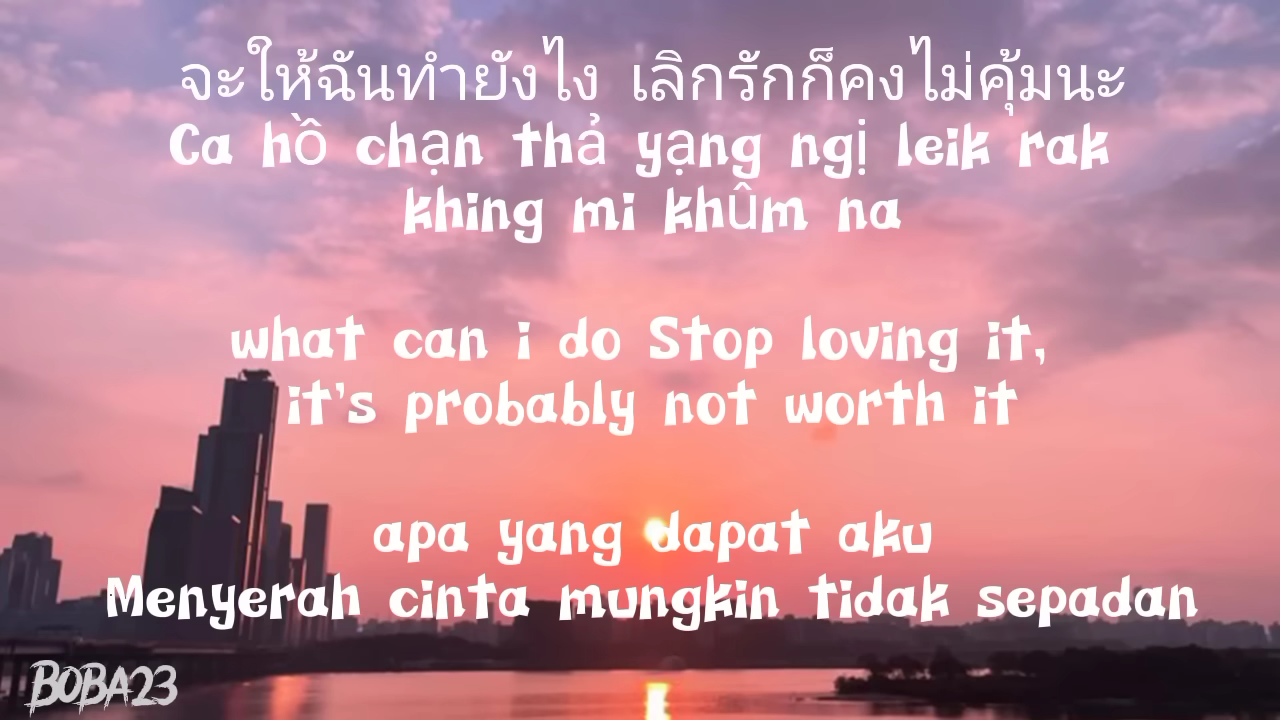 จะให้ฉันทำยังไง เลิกรักก็คงไม่คุ้มนะ
Ca hồ chạn thả yạng ngị leik rak
khing mi khûm na
what can i do Stop loving it,
it's probably not worth it
apa yang dapat aku
Menyerah cinta mungkin tidak sepadan
BOBA23